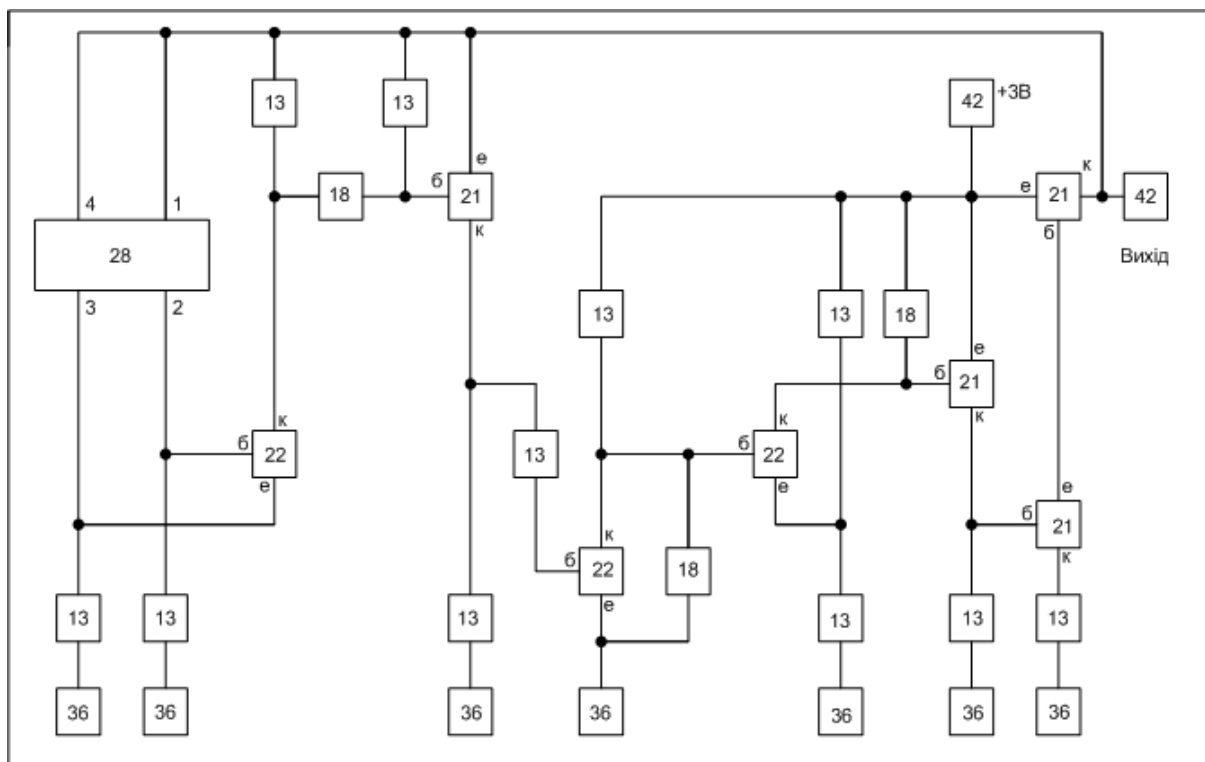 13 13 42 +3В
е к
18 б 21 е 21 42
4 1 к б
28 Вихід
3 2 13 13 18
е
б 21
к к к
б 22 13 б 22
е е е
б 21
к к
б 22 18
е
13 13 13 13 13 13
36 36 36 36 36 36 36